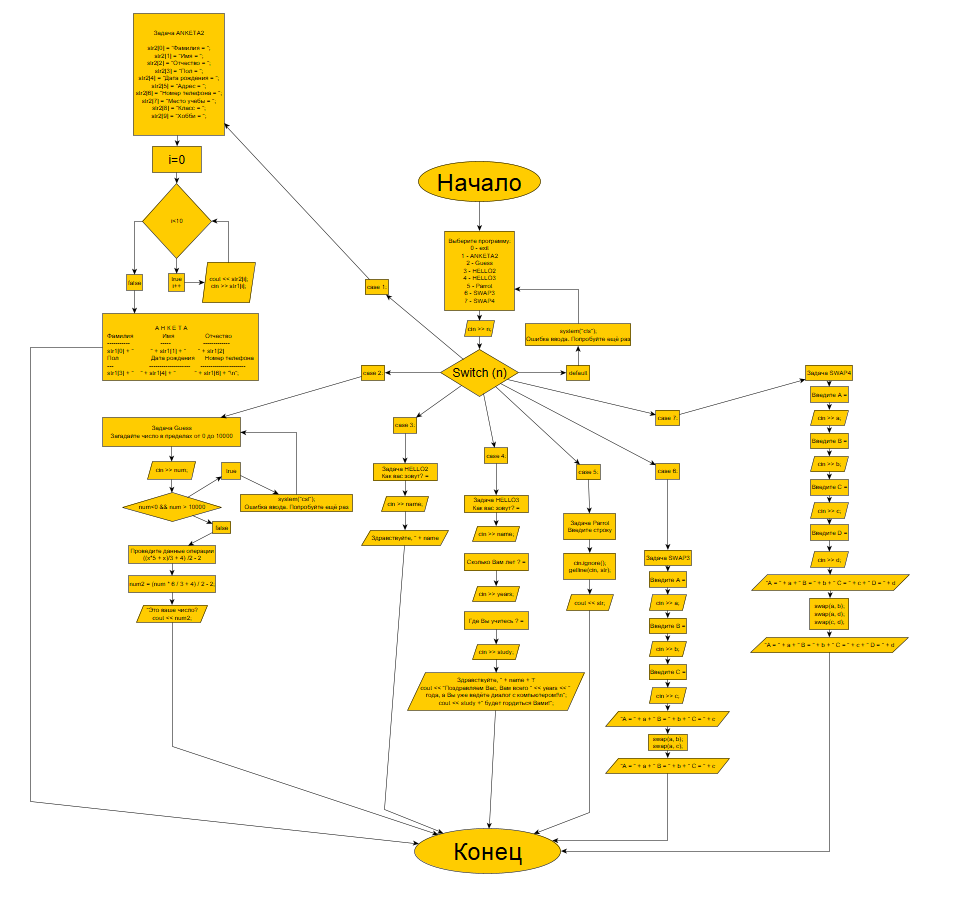 Задача ANKETA2
str2[0] = "Фамилия = ";
str2[1] = "Имя = ";
str2[2] = "Отчество = ";
str2[3] = "Пол = ";
str2[4] = "Дата рождения = ";
str2[5] = "Адрес = ";
str2[6] = "Номер телефона = ";
str2[7] = "Место учебы = ";
str2[8] = "Класс = ";
str2[9] = "Хобби = ";
i=0
i<10
false
true
i++
cout << str2[i];
cin >> str1[i];
А Н К Е Т А
Фамилия Имя Отчество
----------- ----- -------------
str1[0] + " " + str1[1] + " " + str1[2]
Пол Дата рождения Номер телефона
--- -------------------- ----------------------
str1[3] + " " + str1[4] + " " + str1[6] + "\n";
Начало
Выберите программу:
0 - exit
1 - ANKETA2
2 - Guess
3 - HELLO2
4 - HELLO3
5 - Parrot
6 - SWAP3
7 - SWAP4
cin >> n;
Switch (n)
default
system("cls");
Ошибка ввода. Попробуйте ещё раз
case 1:
case 2:
Задача Guess
Загадайте число в пределах от 0 до 10000
cin >> num;
num<0 && num > 10000
true
system("cls");
Ошибка ввода. Попробуйте ещё раз
false
Проведите данные операции
((x*5 + x)/3 + 4) /2 - 2
num2 = (num * 6 / 3 + 4) / 2 - 2;
"Это ваше число?
cout << num2;
case 3:
Задача HELLO2
Как вас зовут? =
cin >> name;
Здравствуйте, " + name
case 4:
Задача HELLO3
Как вас зовут? =
cin >> name;
Сколько Вам лет ? =
cin >> years;
Где Вы учитесь ? =
cin >> study;
Здравствуйте, " + name + ?
cout << "Поздравляем Вас, Вам всего " << years << "
года, а Вы уже ведёте диалог с компьютером!\n";
cout << study +" будет гордиться Вами!";
case 5:
Задача Parrot
Введите строку
cin.ignore();
getline(cin, str);
cout << str;
case 6:
Задача SWAP3
Введите A =
cin >> a;
Введите B =
cin >> b;
Введите C =
cin >> c;
"A = " + a + " B = " + b + " C = " + c
swap(a, b);
swap(a, c);
"A = " + a + " B = " + b + " C = " + c
case 7:
Задача SWAP4
Введите A =
cin >> a;
Введите B =
cin >> b;
Введите C =
cin >> c;
Введите D =
cin >> d;
"A = " + a + " B = " + b + " C = " + c + " D = " + d
swap(a, b);
swap(a, d);
swap(c, d);
"A = " + a + " B = " + b + " C = " + c + " D = " + d
Конец